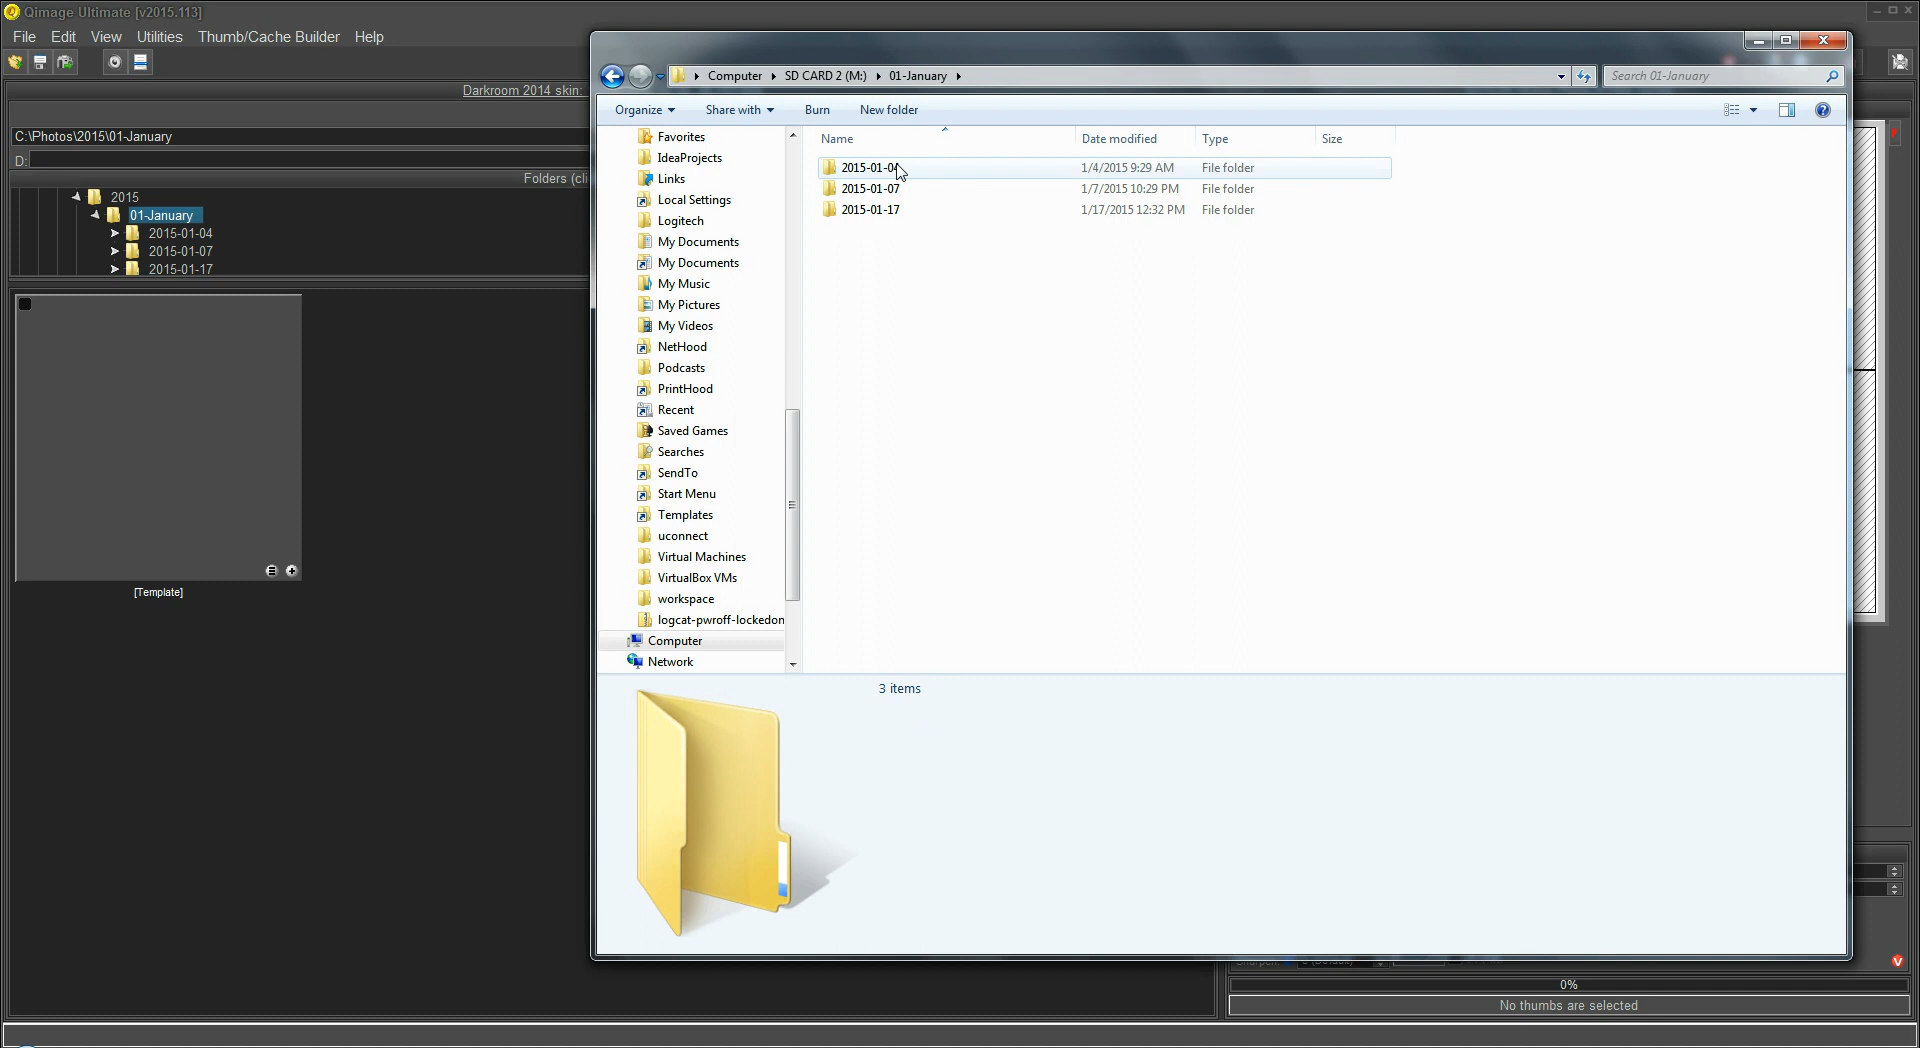 Qimage Ultimate [v2015.113]
File Edit View Utilities Thumb/Cache Builder Help
Darkroom 2014 skin:
C:\Photos\2015\01-January
D:
Folders (cli
2015
01-January
2015-01-04
2015-01-07
2015-01-17
[Template]
Computer SD CARD 2 (M:) 01-January
Search 01-January
Organize Share with Burn New folder
Favorites
IdeaProjects
Links
Local Settings
Logitech
My Documents
My Documents
My Music
My Pictures
My Videos
NetHood
Podcasts
PrintHood
Recent
Saved Games
Searches
SendTo
Start Menu
Templates
uconnect
Virtual Machines
VirtualBox VMs
workspace
logcat-pwroff-lockedon
Computer
Network
Name Date modified Type Size
2015-01-04 1/4/2015 9:29 AM File folder
2015-01-07 1/7/2015 10:29 PM File folder
2015-01-17 1/17/2015 12:32 PM File folder
3 items
V
0%
No thumbs are selected